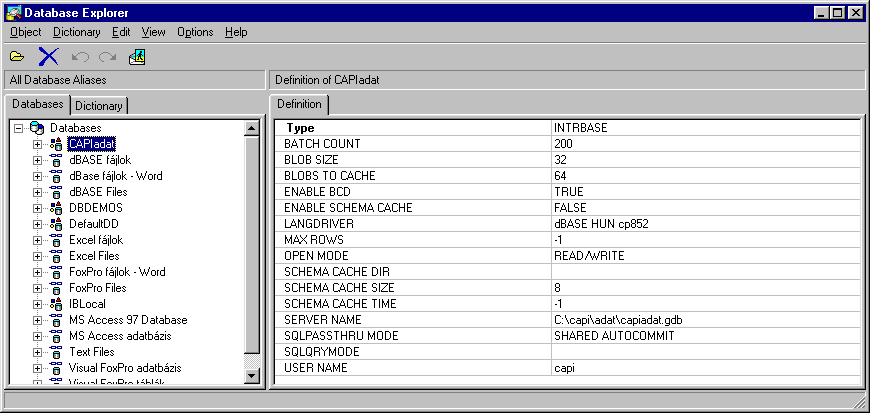 Database Explorer
Object Dictionary Edit View Options Help
All Database Aliases
Definition of CAPIadat
Databases Dictionary
Databases
CAPIadat
dBASE fájlok
dBase fájlok - Word
dBASE Files
DBDEMOS
DefaultDD
Excel fájlok
Excel Files
FoxPro fájlok - Word
FoxPro Files
IBLocal
MS Access 97 Database
MS Access adatbázis
Text Files
Visual FoxPro adatbázis
Visual FoxPro táblák
Definition
Type INTRBASE
BATCH COUNT 200
BLOB SIZE 32
BLOBS TO CACHE 64
ENABLE BCD TRUE
ENABLE SCHEMA CACHE FALSE
LANGDRIVER dBASE HUN cp852
MAX ROWS -1
OPEN MODE READ/WRITE
SCHEMA CACHE DIR
SCHEMA CACHE SIZE 8
SCHEMA CACHE TIME -1
SERVER NAME C:\capi\adat\capiadat.gdb
SQLPASSTHRU MODE SHARED AUTOCOMMIT
SQLQRYMODE
USER NAME capi